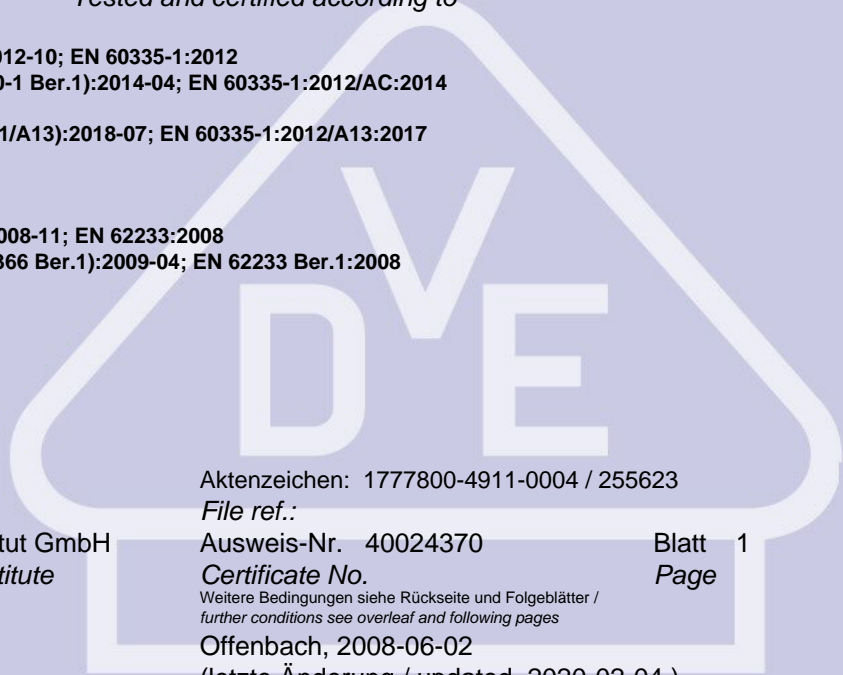 Tested and certified according to
012-10; EN 60335-1:2012
0-1 Ber.1):2014-04; EN 60335-1:2012/AC:2014
1/A13):2018-07; EN 60335-1:2012/A13:2017
008-11; EN 62233:2008
366 Ber.1):2009-04; EN 62233 Ber.1:2008
V
D E
Aktenzeichen: 1777800-4911-0004 / 255623
File ref.:
tut GmbH Ausweis-Nr. 40024370 Blatt 1
titute Certificate No. Page
Weitere Bedingungen siehe Rückseite und Folgeblätter /
further conditions see overleaf and following pages
Offenbach, 2008-06-02
(letzte Änderung / updated 2020-02-04 )